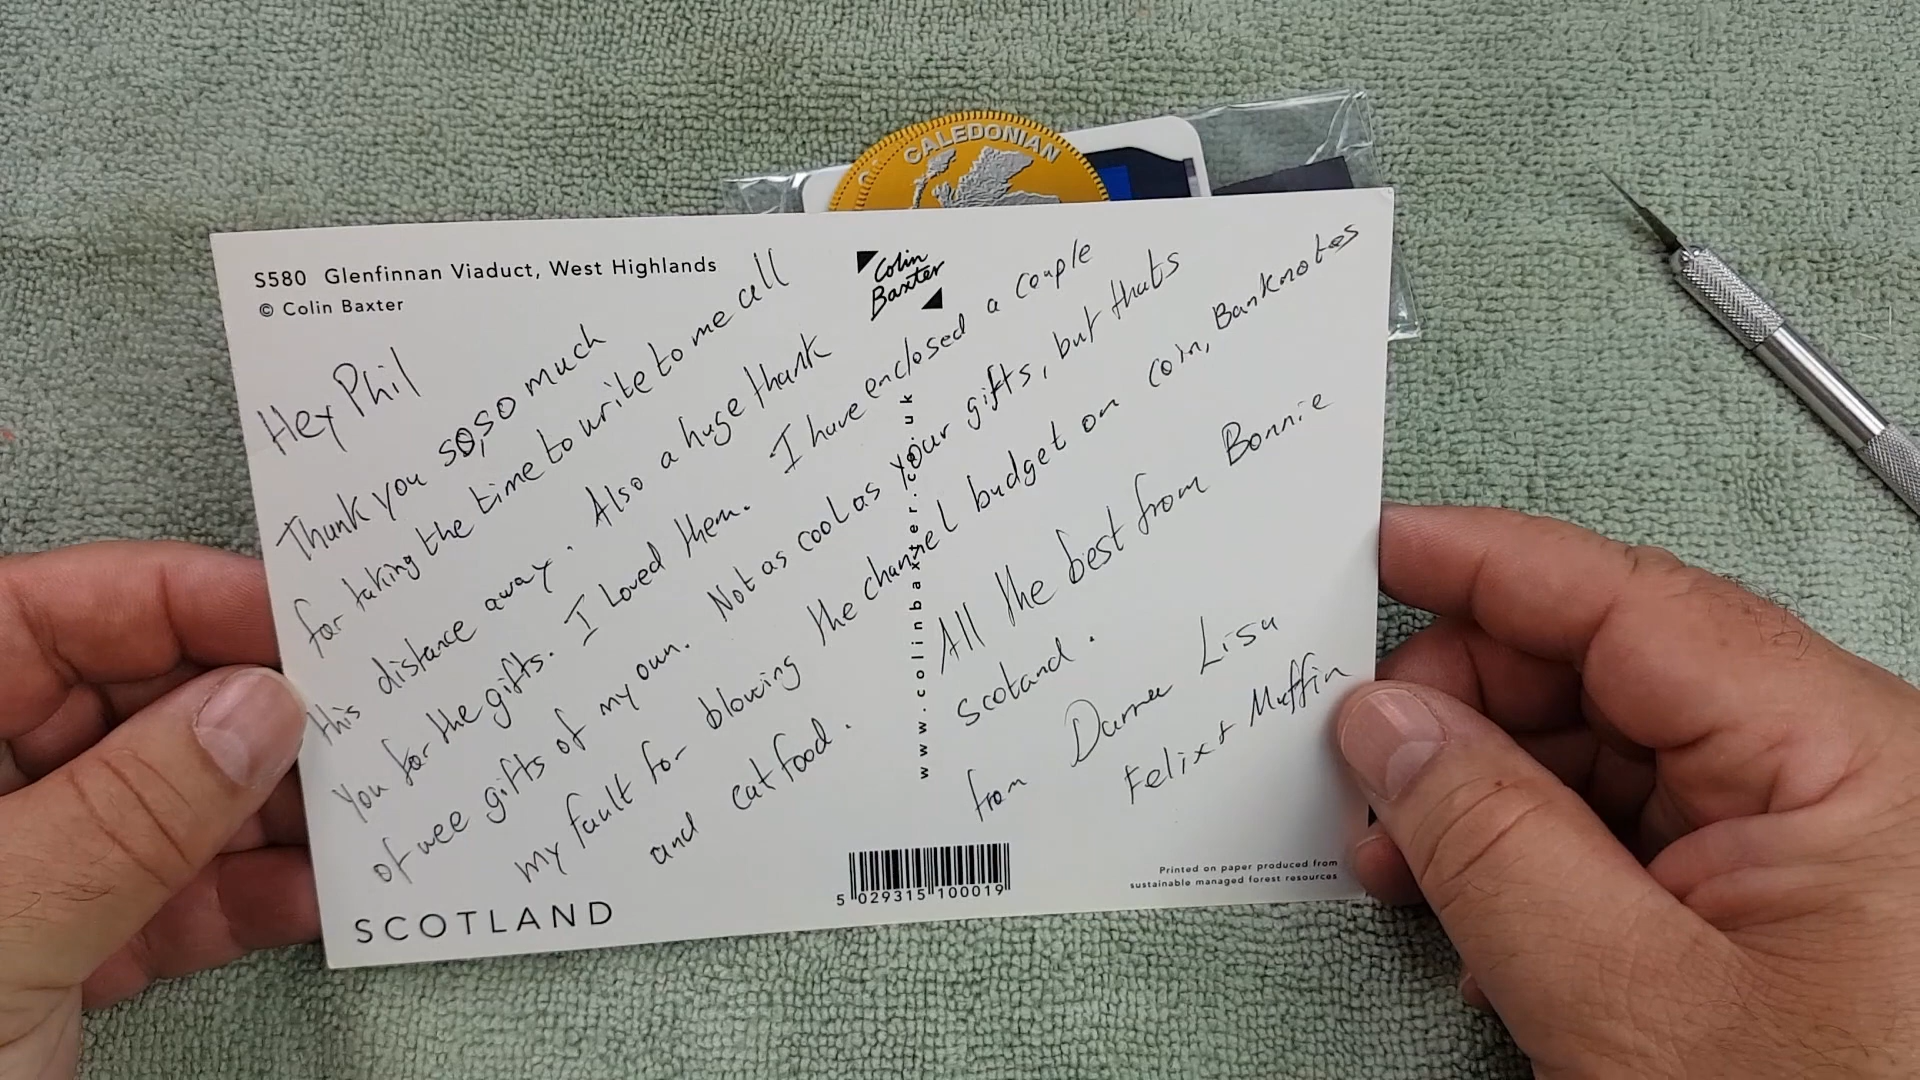 CALEDONIAN
S580 Glenfinnan Viaduct, West Highlands
© Colin Baxter
Colin
Baxter
Hey Phil
Thank you so,so much
for taking the time to write to me all
this distance away. Also a huge thank
You for the gifts. I Loved them. I have enclosed a couple
of wee gifts of my own. Not as cool as your gifts, but thats
my fault for blowing the channel budget on coin, Banknotes
and cat food. All the best from Bonnie
scotand.
from Lisa
Felix + Muffin
www.colinbaxter.co.uk
5 029315 100019
Printed on paper produced from
sustainable managed forest resources
SCOTLAND